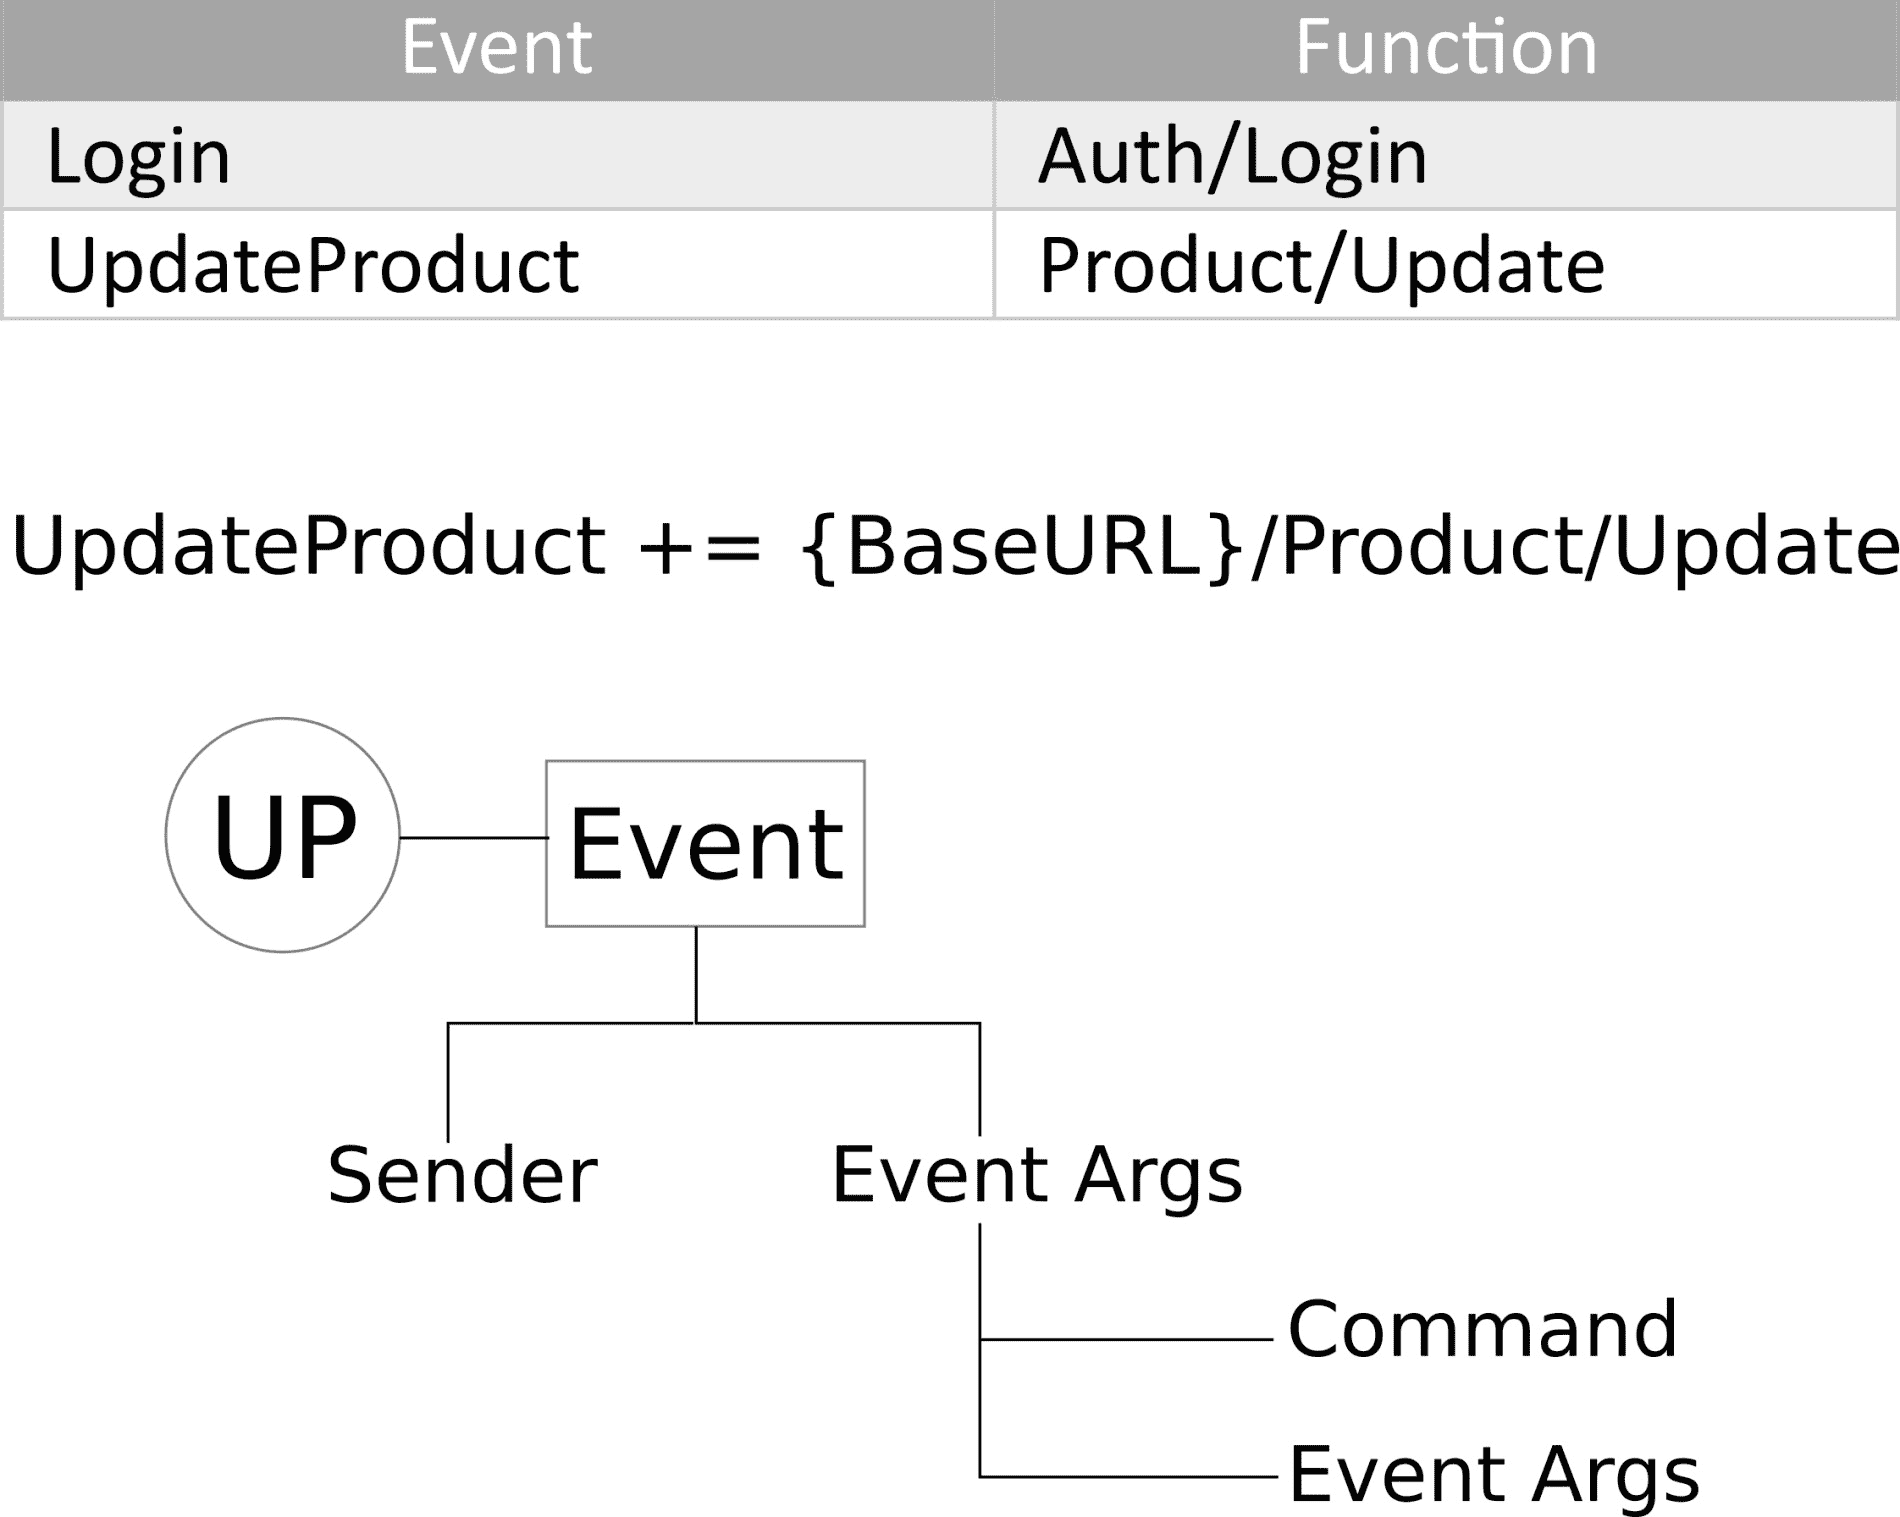 Event Function
Login Auth/Login
UpdateProduct Product/Update
UpdateProduct += {BaseURL}/Product/Update
UP Event
Sender Event Args
Command
Event Args